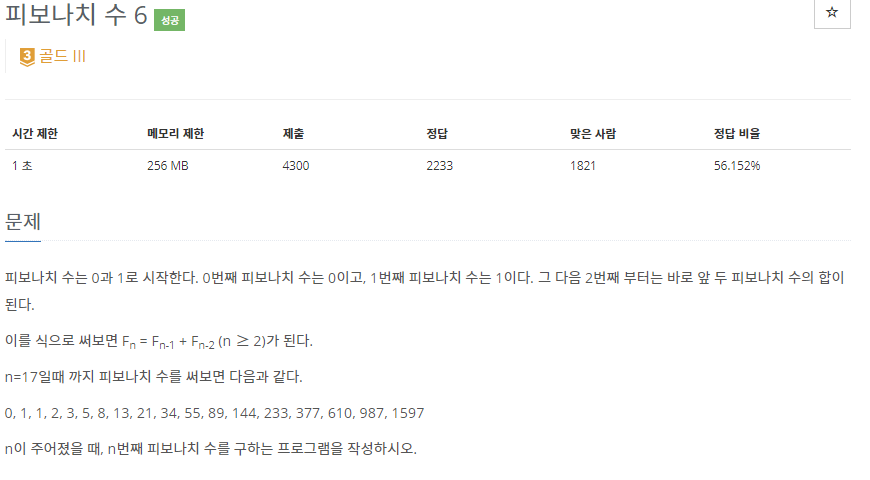 피보나치 수 6 성공
☆
3 골드 III
시간 제한 메모리 제한 제출 정답 맞은 사람 정답 비율
1 초 256 MB 4300 2233 1821 56.152%
문제
피보나치 수는 0과 1로 시작한다. 0번째 피보나치 수는 0이고, 1번째 피보나치 수는 1이다. 그 다음 2번째 부터는 바로 앞 두 피보나치 수의 합이
된다.
이를 식으로 써보면 Fn = Fn-1 + Fn-2 (n ≥ 2)가 된다.
n=17일때 까지 피보나치 수를 써보면 다음과 같다.
0, 1, 1, 2, 3, 5, 8, 13, 21, 34, 55, 89, 144, 233, 377, 610, 987, 1597
n이 주어졌을 때, n번째 피보나치 수를 구하는 프로그램을 작성하시오.